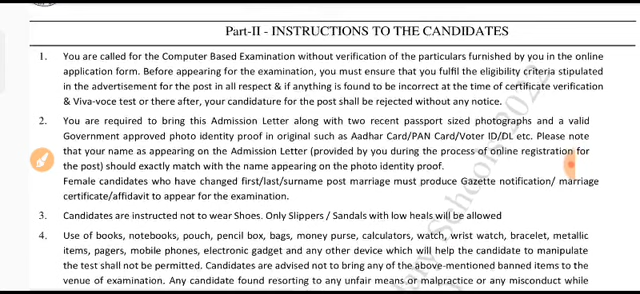 Part-II - INSTRUCTIONS TO THE CANDIDATES
1. You are called for the Computer Based Examination without verification of the particulars furnished by you in the online
application form. Before appearing for the examination, you must ensure that you fulfil the eligibility criteria stipulated
in the advertisement for the post in all respect & if anything is found to be incorrect at the time of certificate verification
& Viva-voce test or there after, your candidature for the post shall be rejected without any notice.
2. You are required to bring this Admission Letter along with two recent passport sized photographs and a valid
Government approved photo identity proof in original such as Aadhar Card/PAN Card/Voter ID/DL etc. Please note
that your name as appearing on the Admission Letter (provided by you during the process of online registration for
the post) should exactly match with the name appearing on the photo identity proof.
Female candidates who have changed first/last/surname post marriage must produce Gazette notification/ marriage
certificate/affidavit to appear for the examination.
3. Candidates are instructed not to wear Shoes. Only Slippers / Sandals with low heals will be allowed
4. Use of books, notebooks, pouch, pencil box, bags, money purse, calculators, watch, wrist watch, bracelet, metallic
items, pagers, mobile phones, electronic gadget and any other device which will help the candidate to manipulate
the test shall not be permitted. Candidates are advised not to bring any of the above-mentioned banned items to the
venue of examination. Any candidate found resorting to any unfair means or malpractice or any misconduct while